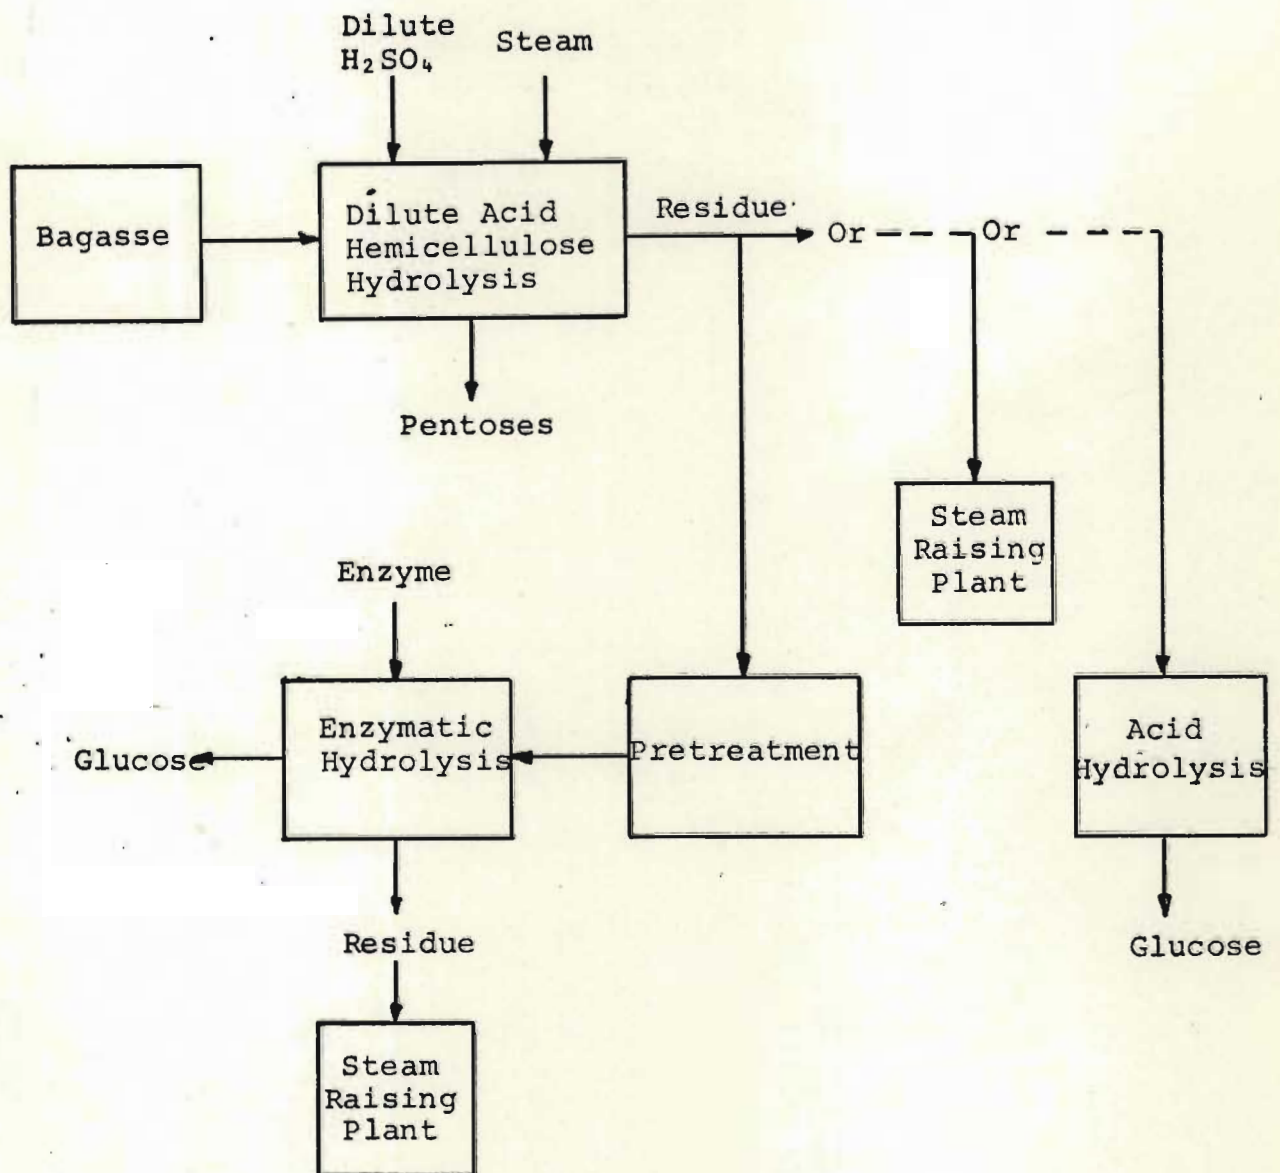 Dilute
H₂SO₄
Steam
Bagasse
Dilute Acid
Hemicellulose
Hydrolysis
Residue
Or
Or
Pentoses
Steam
Raising
Plant
Enzyme
Enzymatic
Hydrolysis
Glucose
Pretreatment
Acid
Hydrolysis
Residue
Glucose
Steam
Raising
Plant